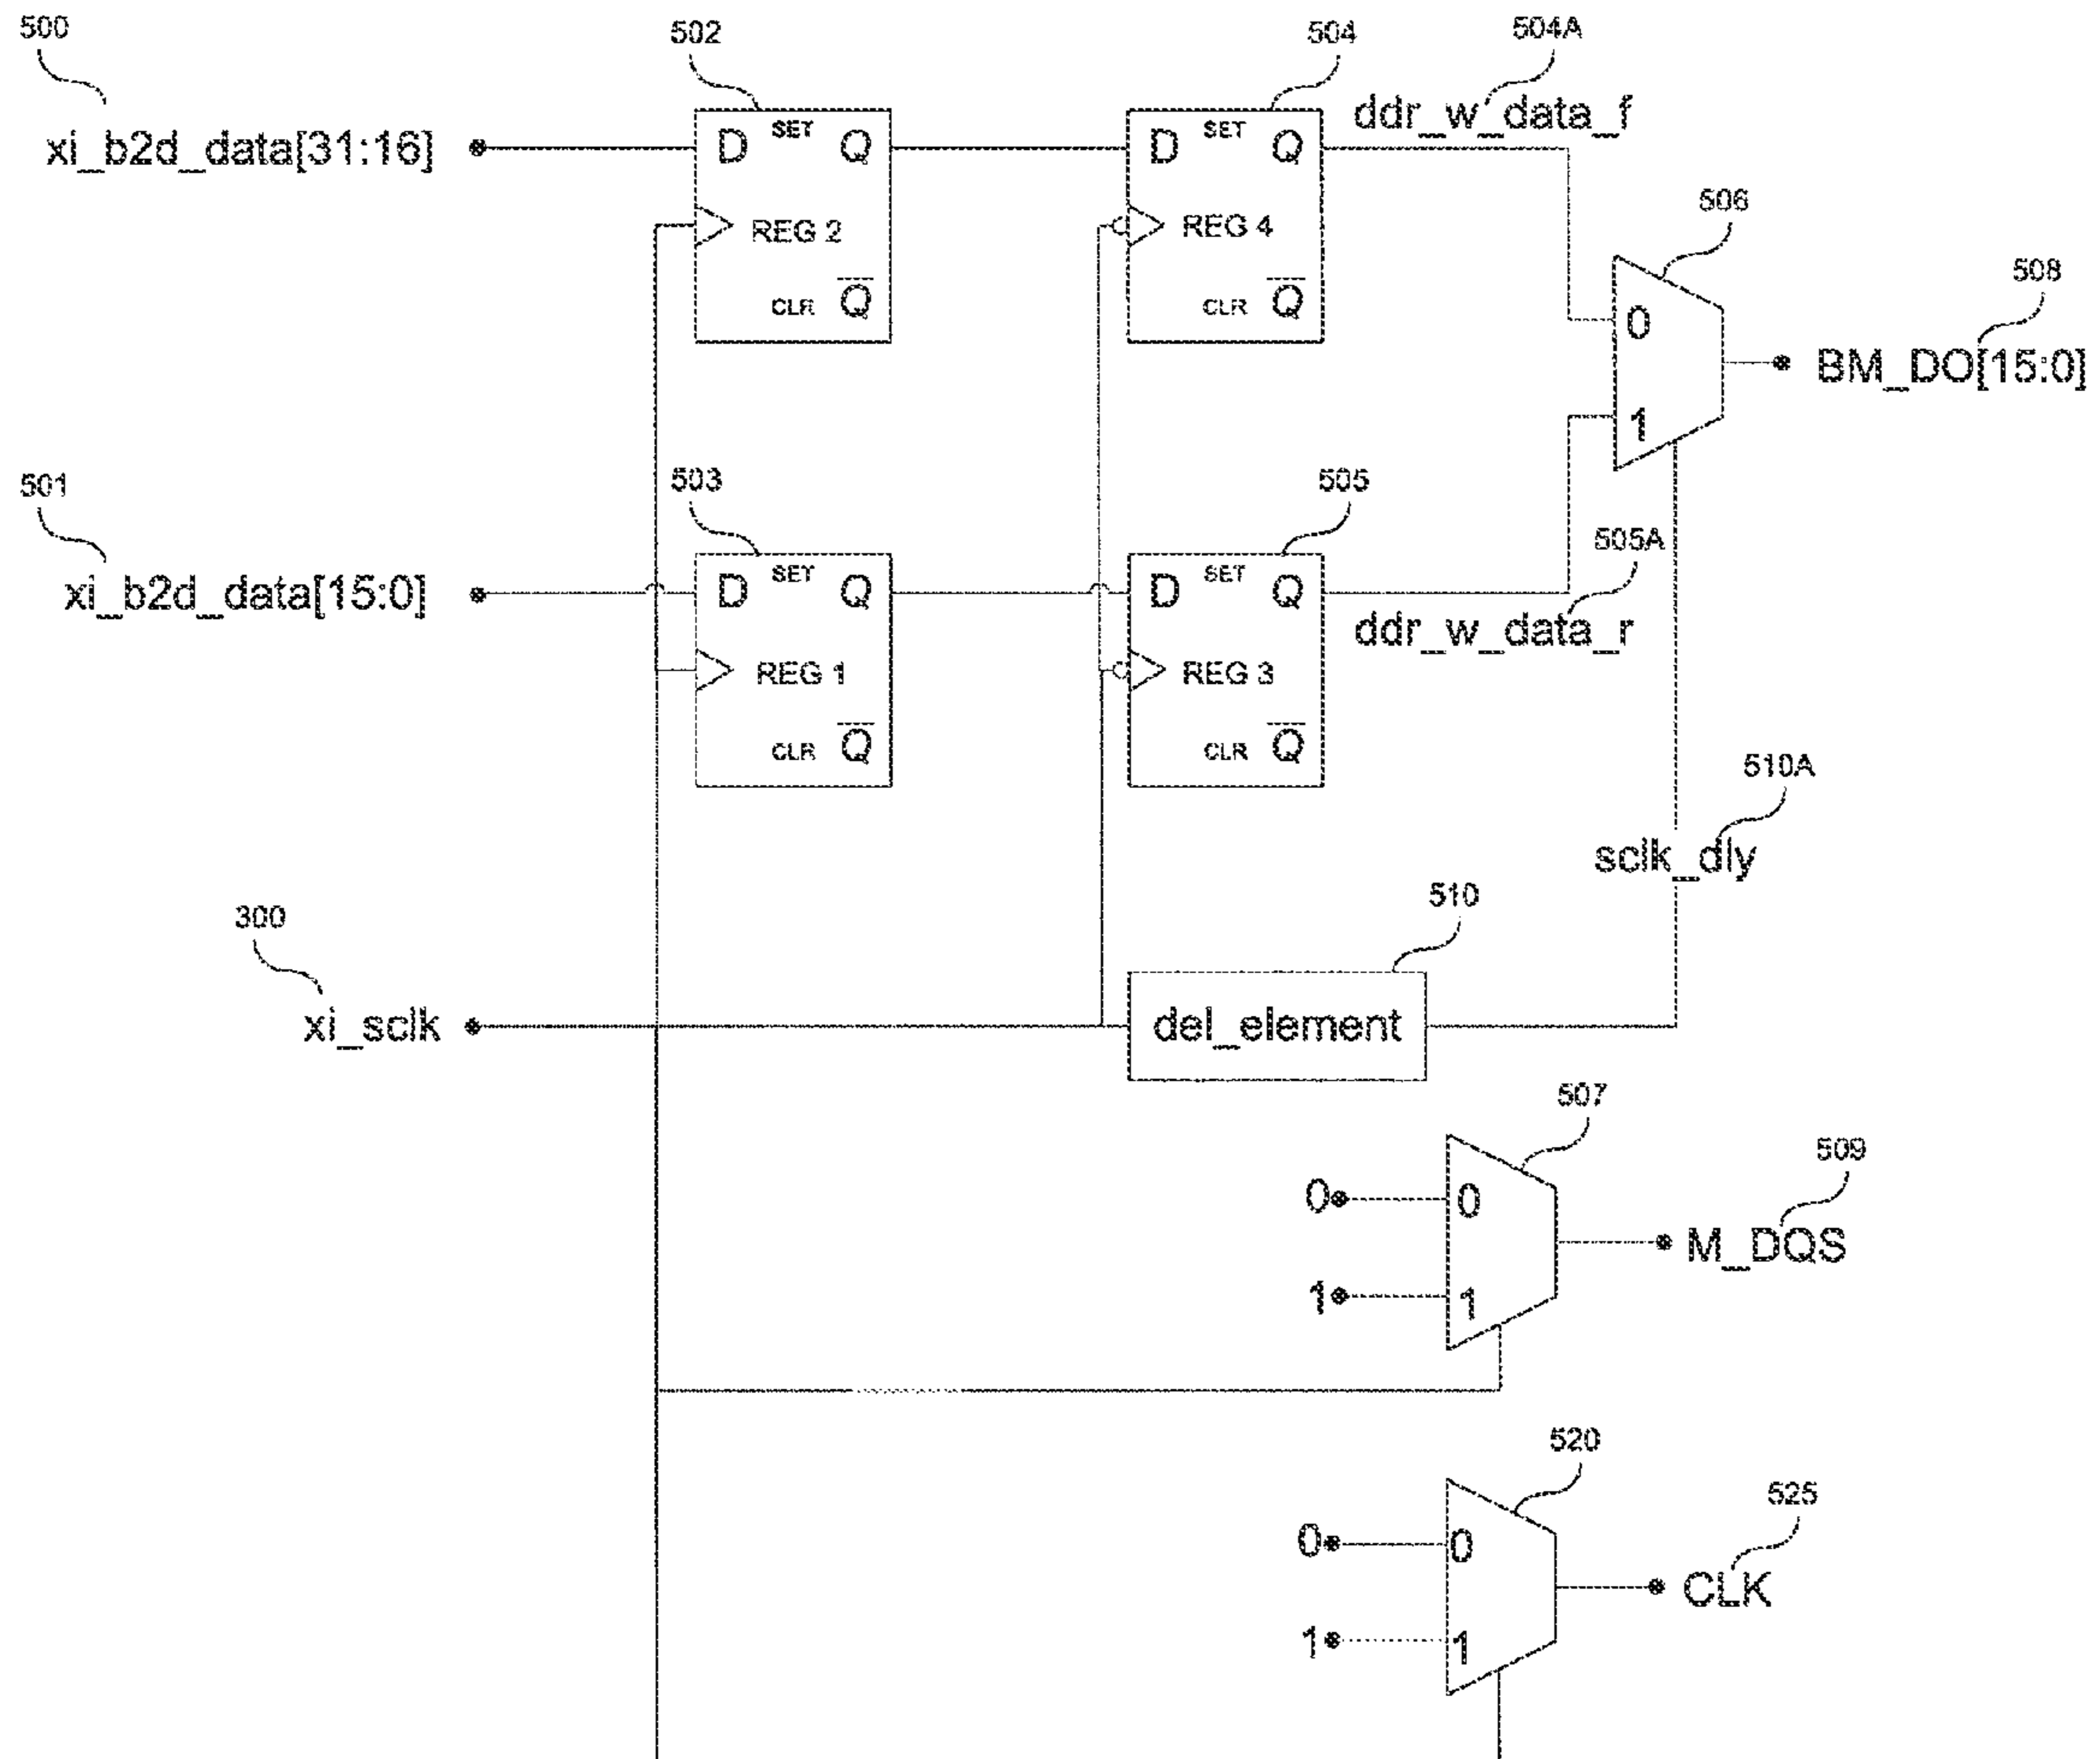 500
502
504
504A
xi_b2d_data[31:16]
D SET Q
REG 2
CLR Q
D SET Q
REG 4
CLR Q
ddr_w_data_f
506
0
1
508
BM_DO[15:0]
501
503
505
505A
xi_b2d_data[15:0]
D SET Q
REG 1
CLR Q
D SET Q
REG 3
CLR Q
ddr_w_data_r
510A
sclk_dly
300
510
xi_sclk
del_element
507
509
0 0
M_DQS
1 1
520
525
0 0
CLK
1 1